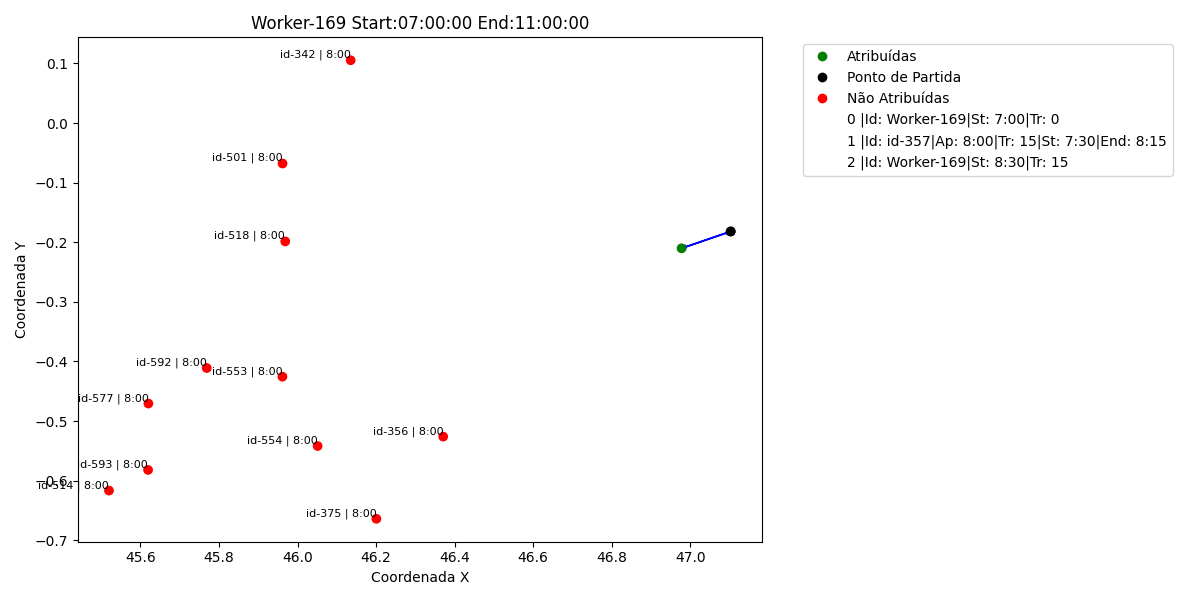 Worker-169 Start:07:00:00 End:11:00:00
Atribuídas
Ponto de Partida
Não Atribuídas
0 |Id: Worker-169|St: 7:00|Tr: 0
1 |Id: id-357|Ap: 8:00|Tr: 15|St: 7:30|End: 8:15
2 |Id: Worker-169|St: 8:30|Tr: 15
Coordenada Y
0.1
0.0
−0.1
−0.2
−0.3
−0.4
−0.5
−0.6
−0.7
id-342 | 8:00
id-501 | 8:00
id-518 | 8:00
id-592 | 8:00
id-553 | 8:00
id-577 | 8:00
id-356 | 8:00
id-554 | 8:00
id-593 | 8:00
id-514 | 8:00
id-375 | 8:00
45.6
45.8
46.0
46.2
46.4
46.6
46.8
47.0
Coordenada X